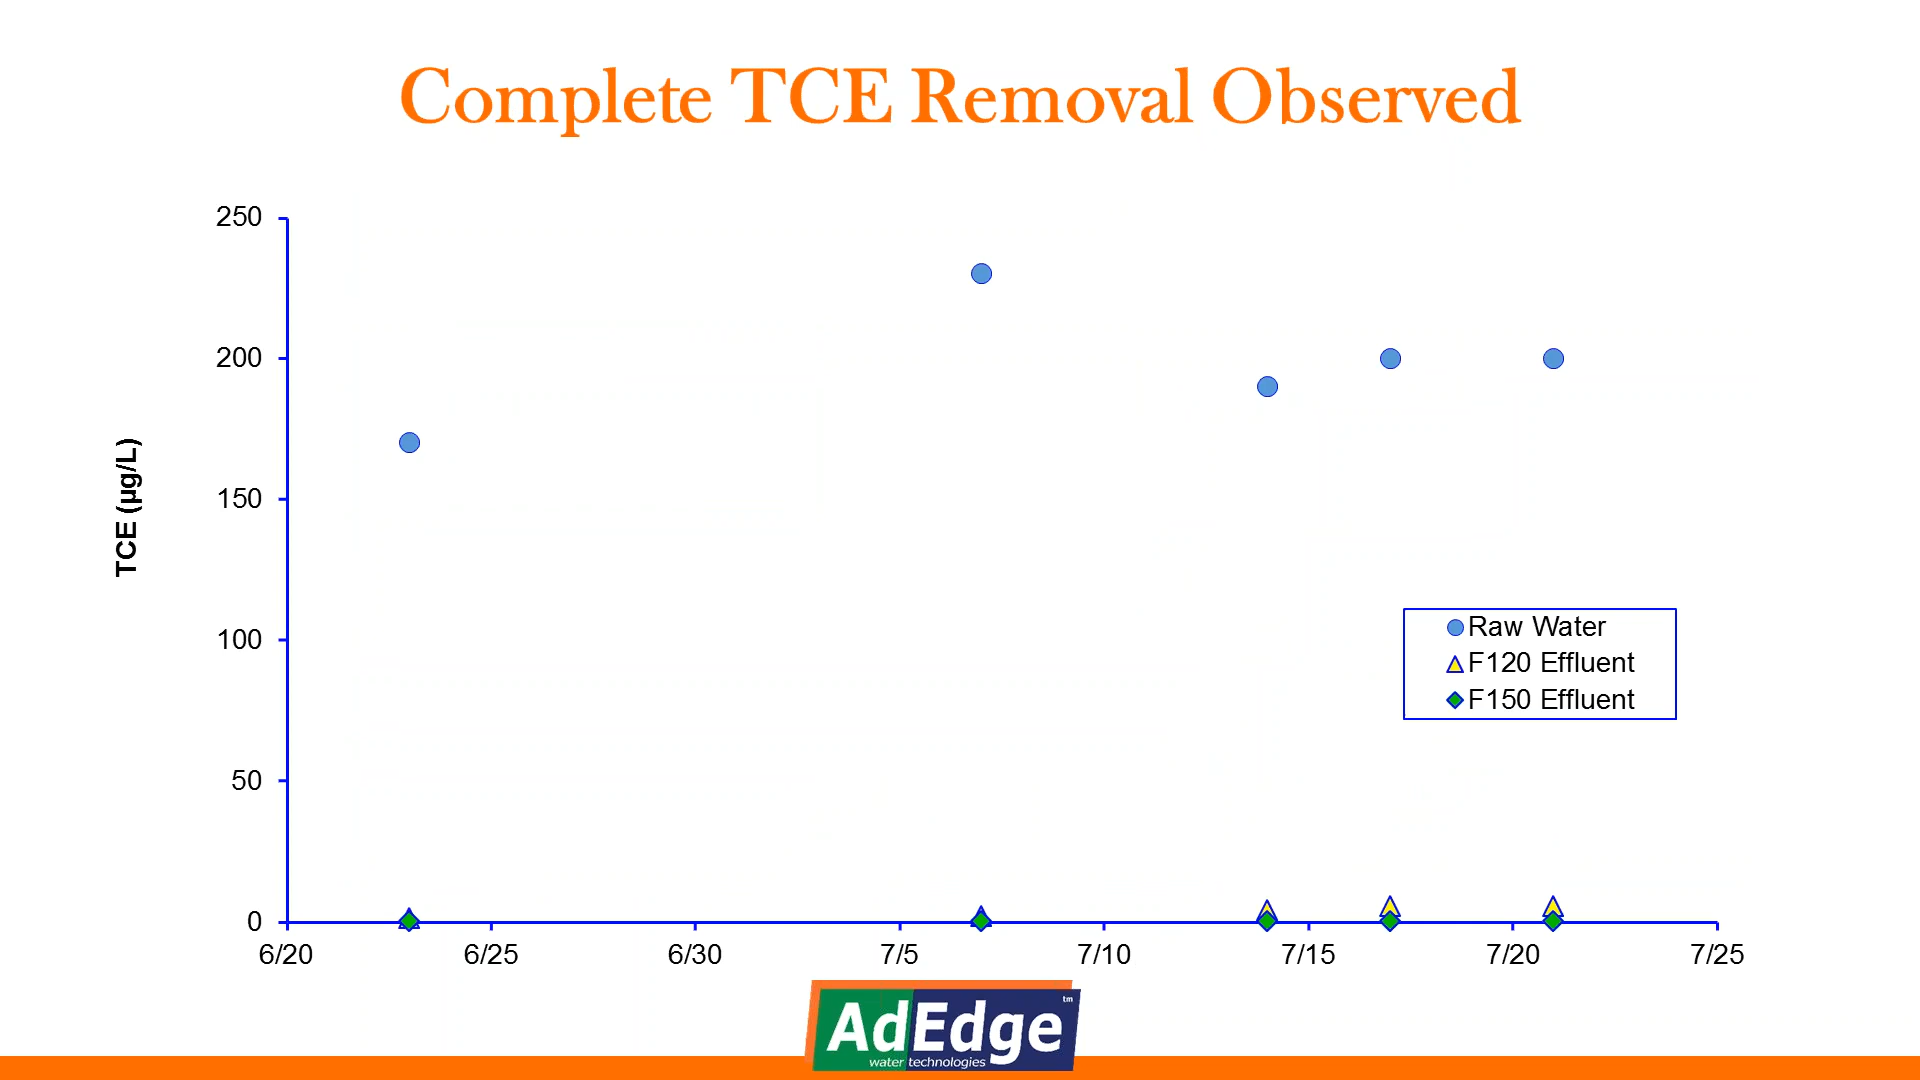 Complete TCE Removal Observed
250
200
150
100
50
0
TCE (µg/L)
Raw Water
F120 Effluent
F150 Effluent
6/20 6/25 6/30 7/5 7/10 7/15 7/20 7/25
AdEdge tm
water technologies